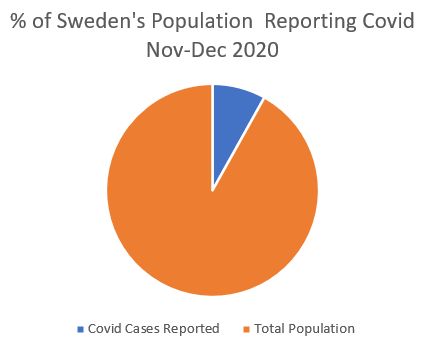 % of Sweden's Population  Reporting Covid
Nov-Dec 2020
Covid Cases Reported  Total Population